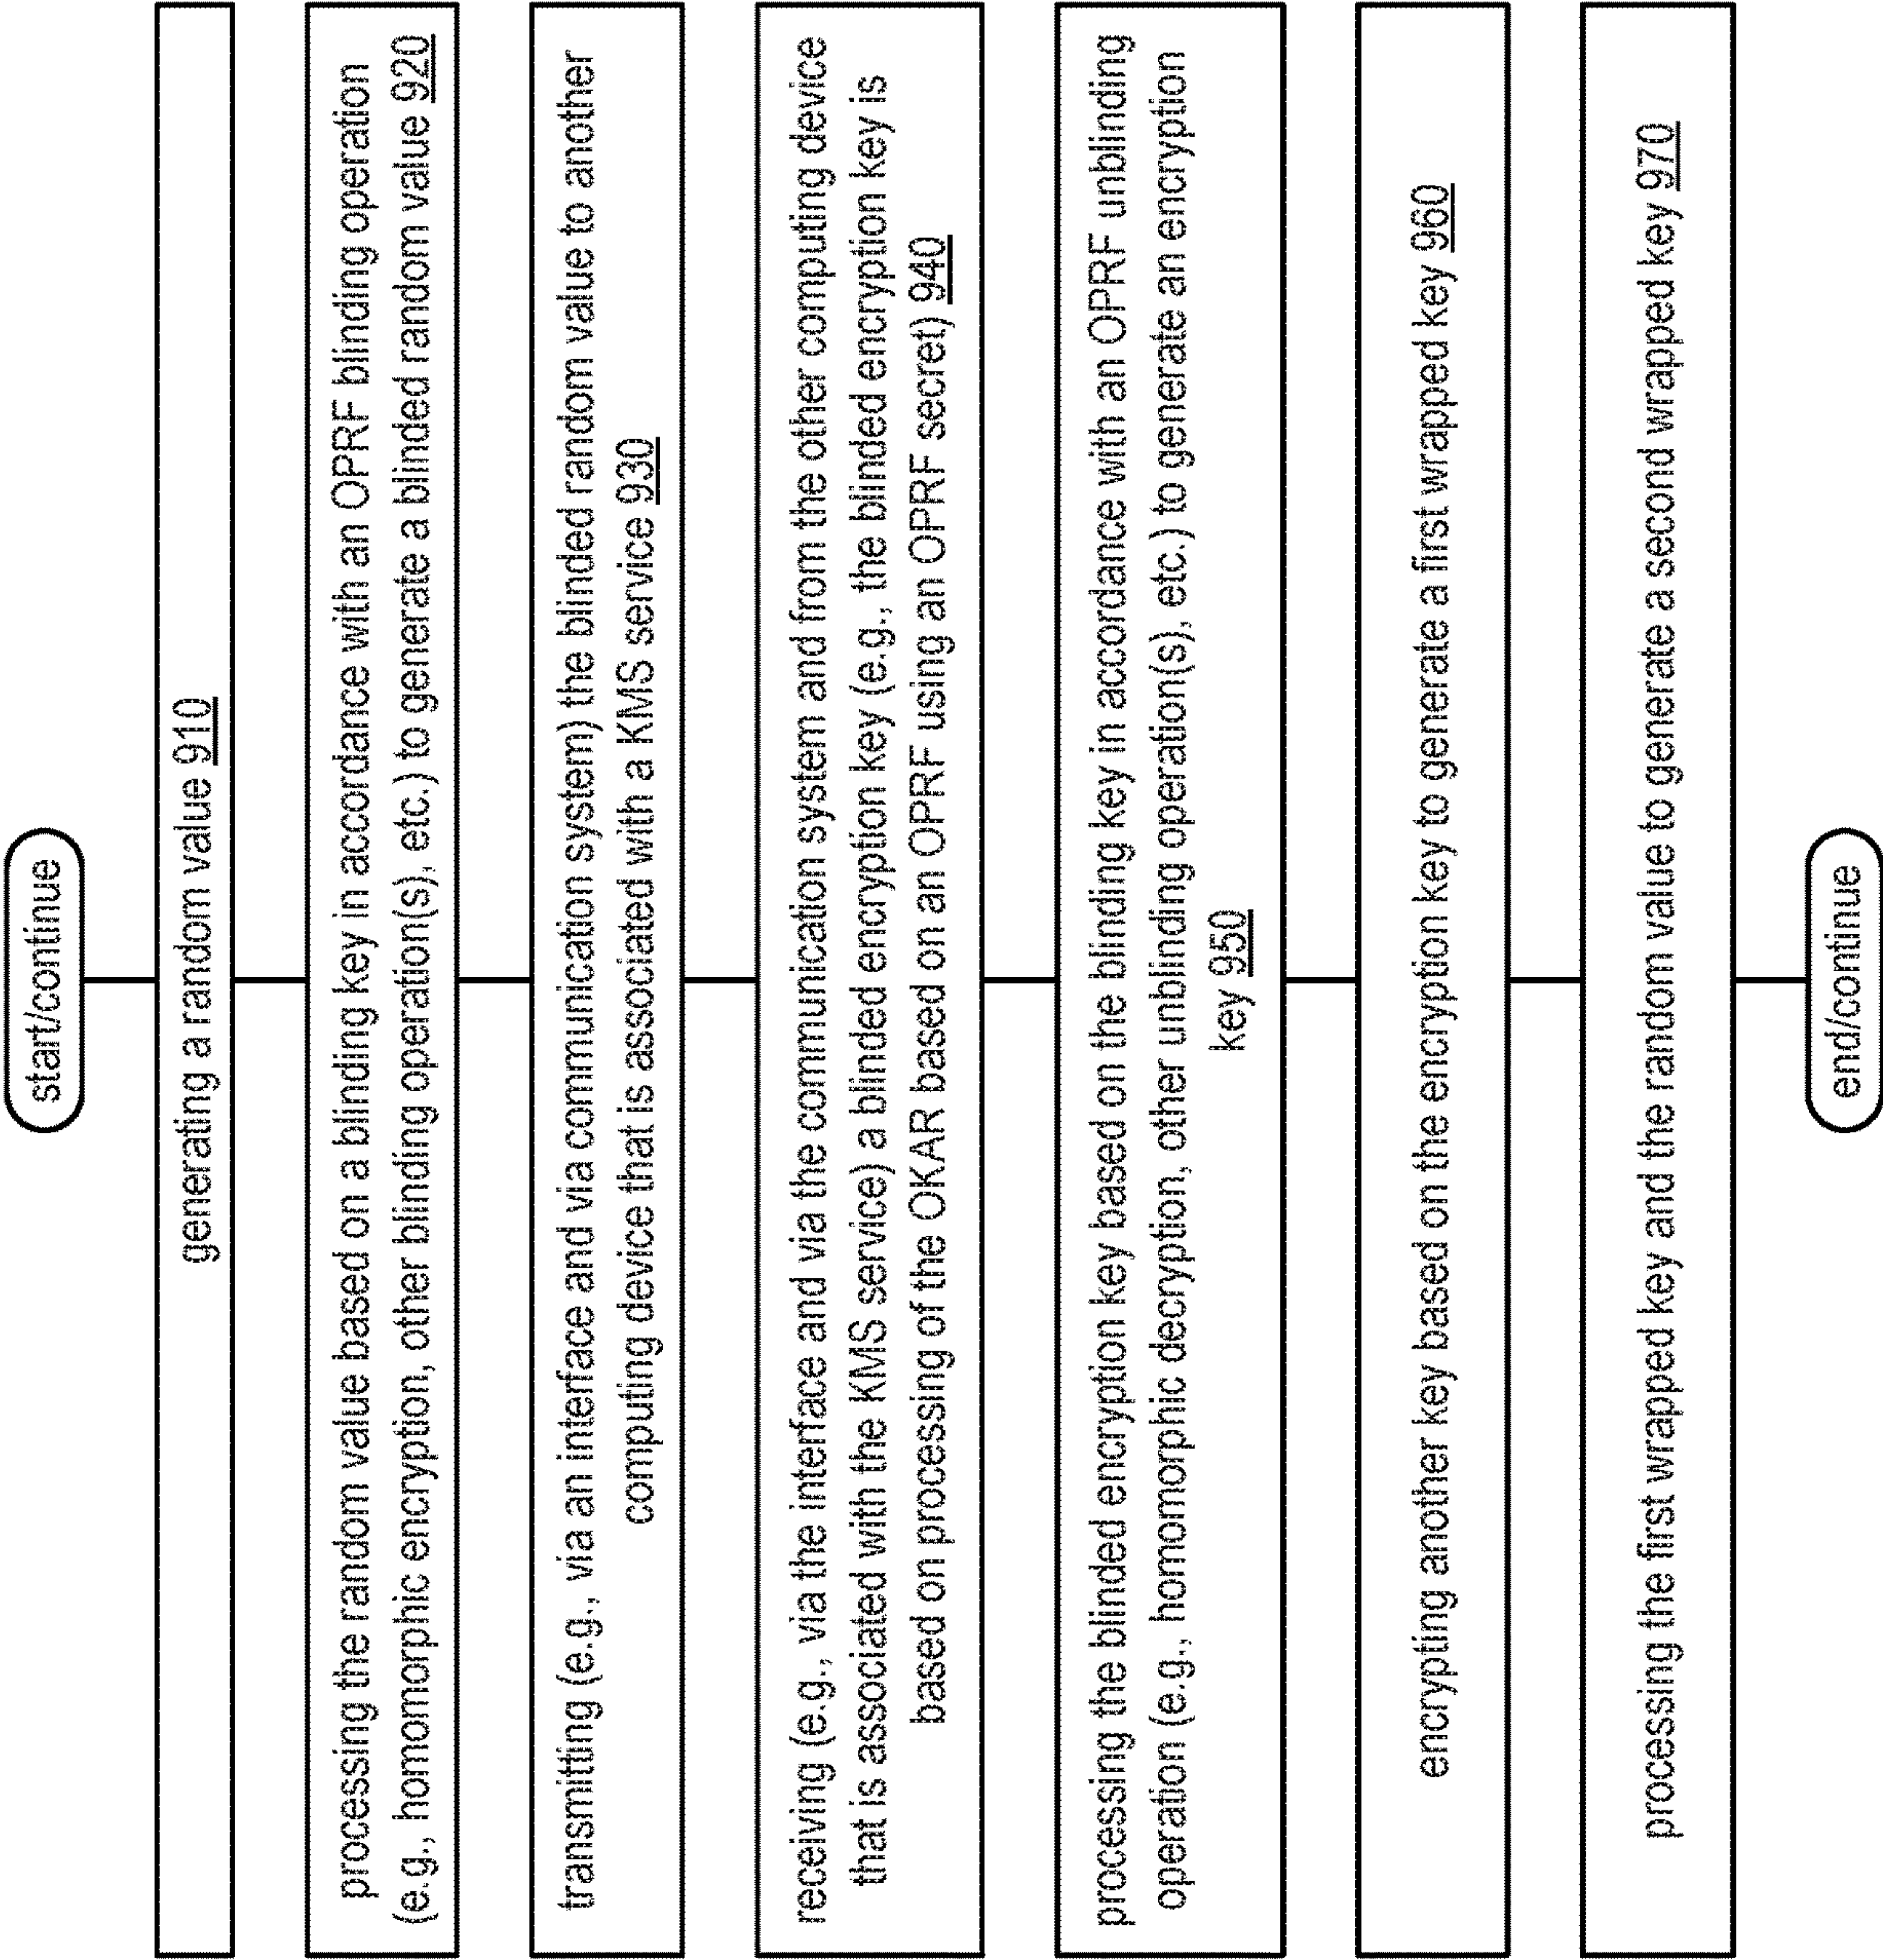 start/continue
generating a random value 910
processing the random value based on a blinding key in accordance with an OPRF blinding operation
(e.g., homomorphic encryption, other blinding operation(s), etc.) to generate a blinded random value 920
transmitting (e.g., via an interface and via communication system) the blinded random value to another
computing device that is associated with a KMS service 930
receiving (e.g., via the interface and via the communication system and from the other computing device
that is associated with the KMS service) a blinded encryption key (e.g., the blinded encryption key is
based on processing of the OKAR based on an OPRF using an OPRF secret) 940
processing the blinded encryption key based on the blinding key in accordance with an OPRF unblinding
operation (e.g., homomorphic decryption, other unblinding operation(s), etc.) to generate an encryption
key 950
encrypting another key based on the encryption key to generate a first wrapped key 960
processing the first wrapped key and the random value to generate a second wrapped key 970
end/continue